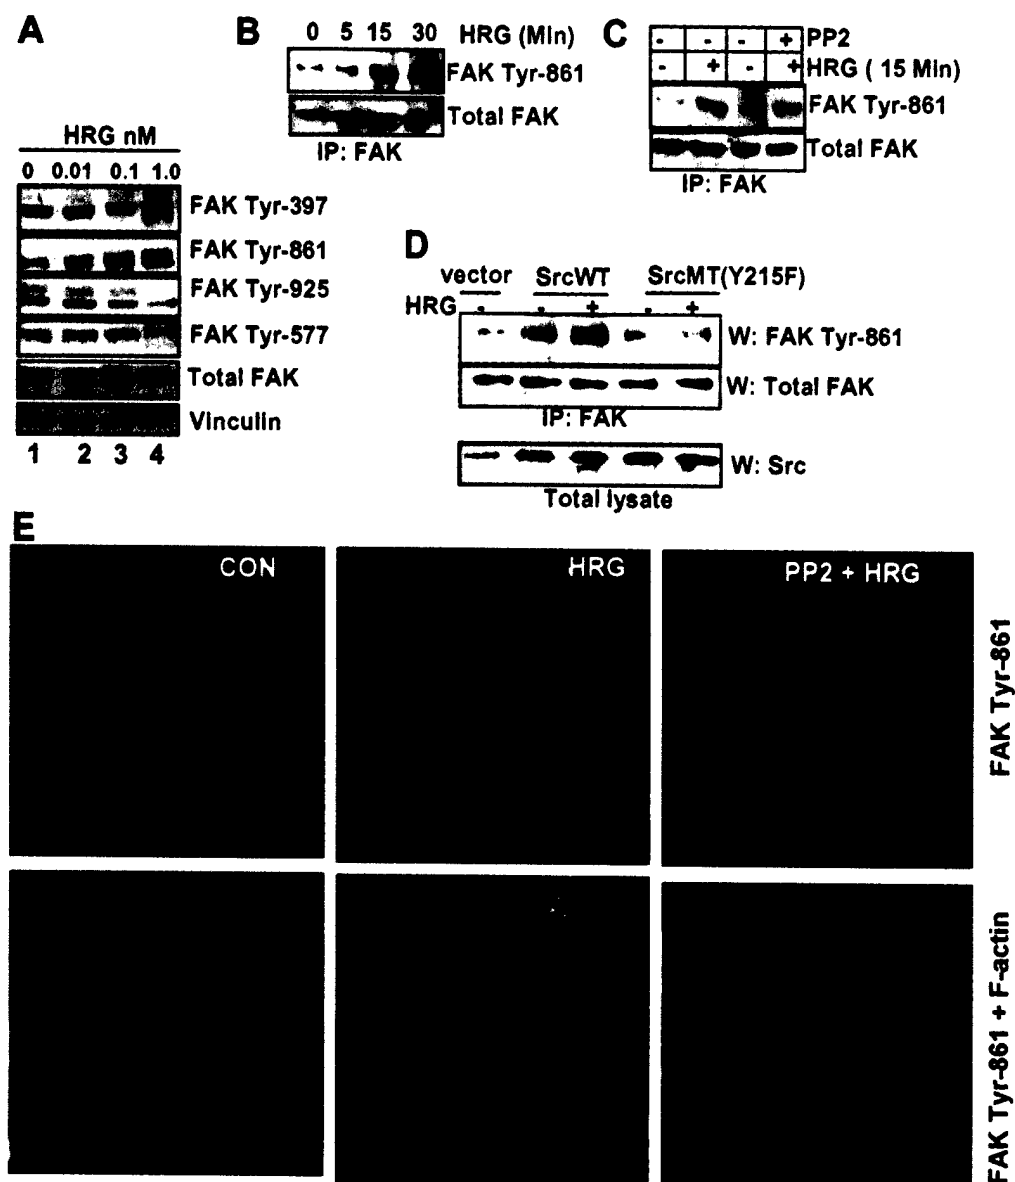 A
HRG nM
0 0.01 0.1 1.0
FAK Tyr-397
FAK Tyr-861
FAK Tyr-925
FAK Tyr-577
Total FAK
Vinculin
1 2 3 4
B
0 5 15 30 HRG (Min)
FAK Tyr-861
Total FAK
IP: FAK
C
- - - + PP2
- + - + HRG ( 15 Min)
FAK Tyr-861
Total FAK
IP: FAK
D
vector SrcWT SrcMT(Y215F)
HRG - - + - +
W: FAK Tyr-861
W: Total FAK
IP: FAK
W: Src
Total lysate
E
CON HRG PP2 + HRG
FAK Tyr-861
FAK Tyr-861 + F-actin